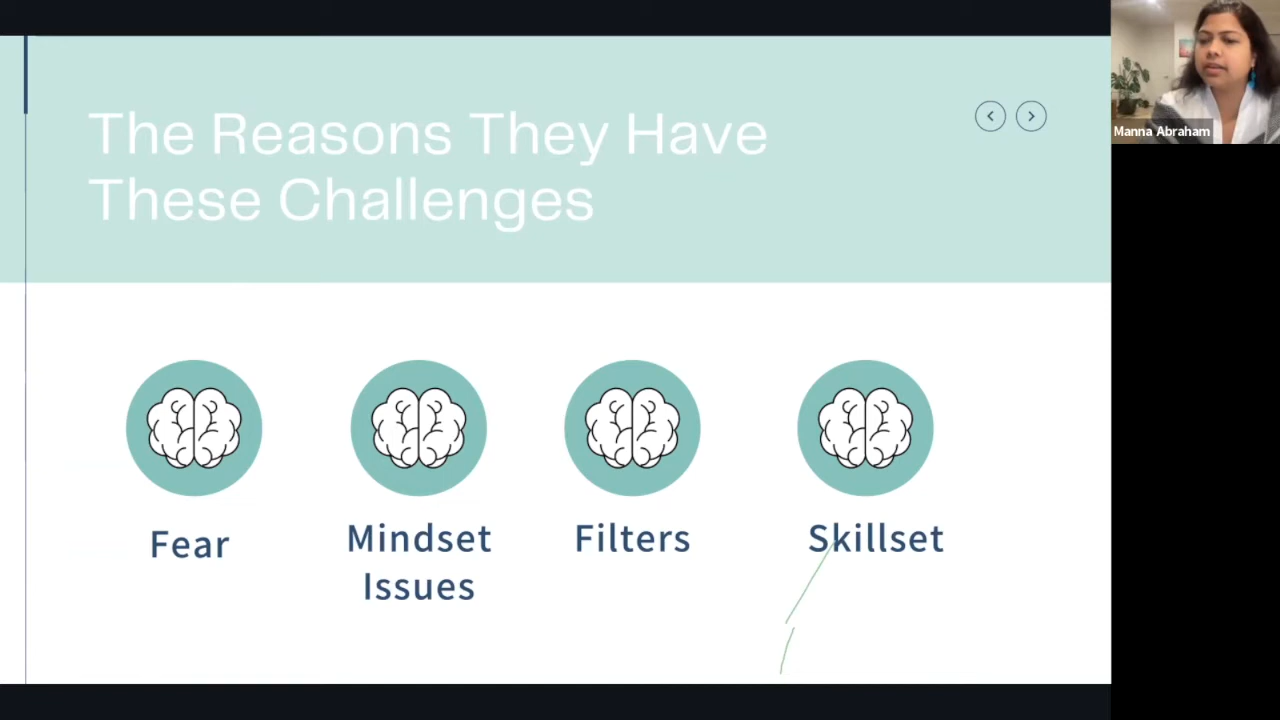 The Reasons They Have
These Challenges
Manna Abraham
Fear
Mindset
Issues
Filters
Skillset